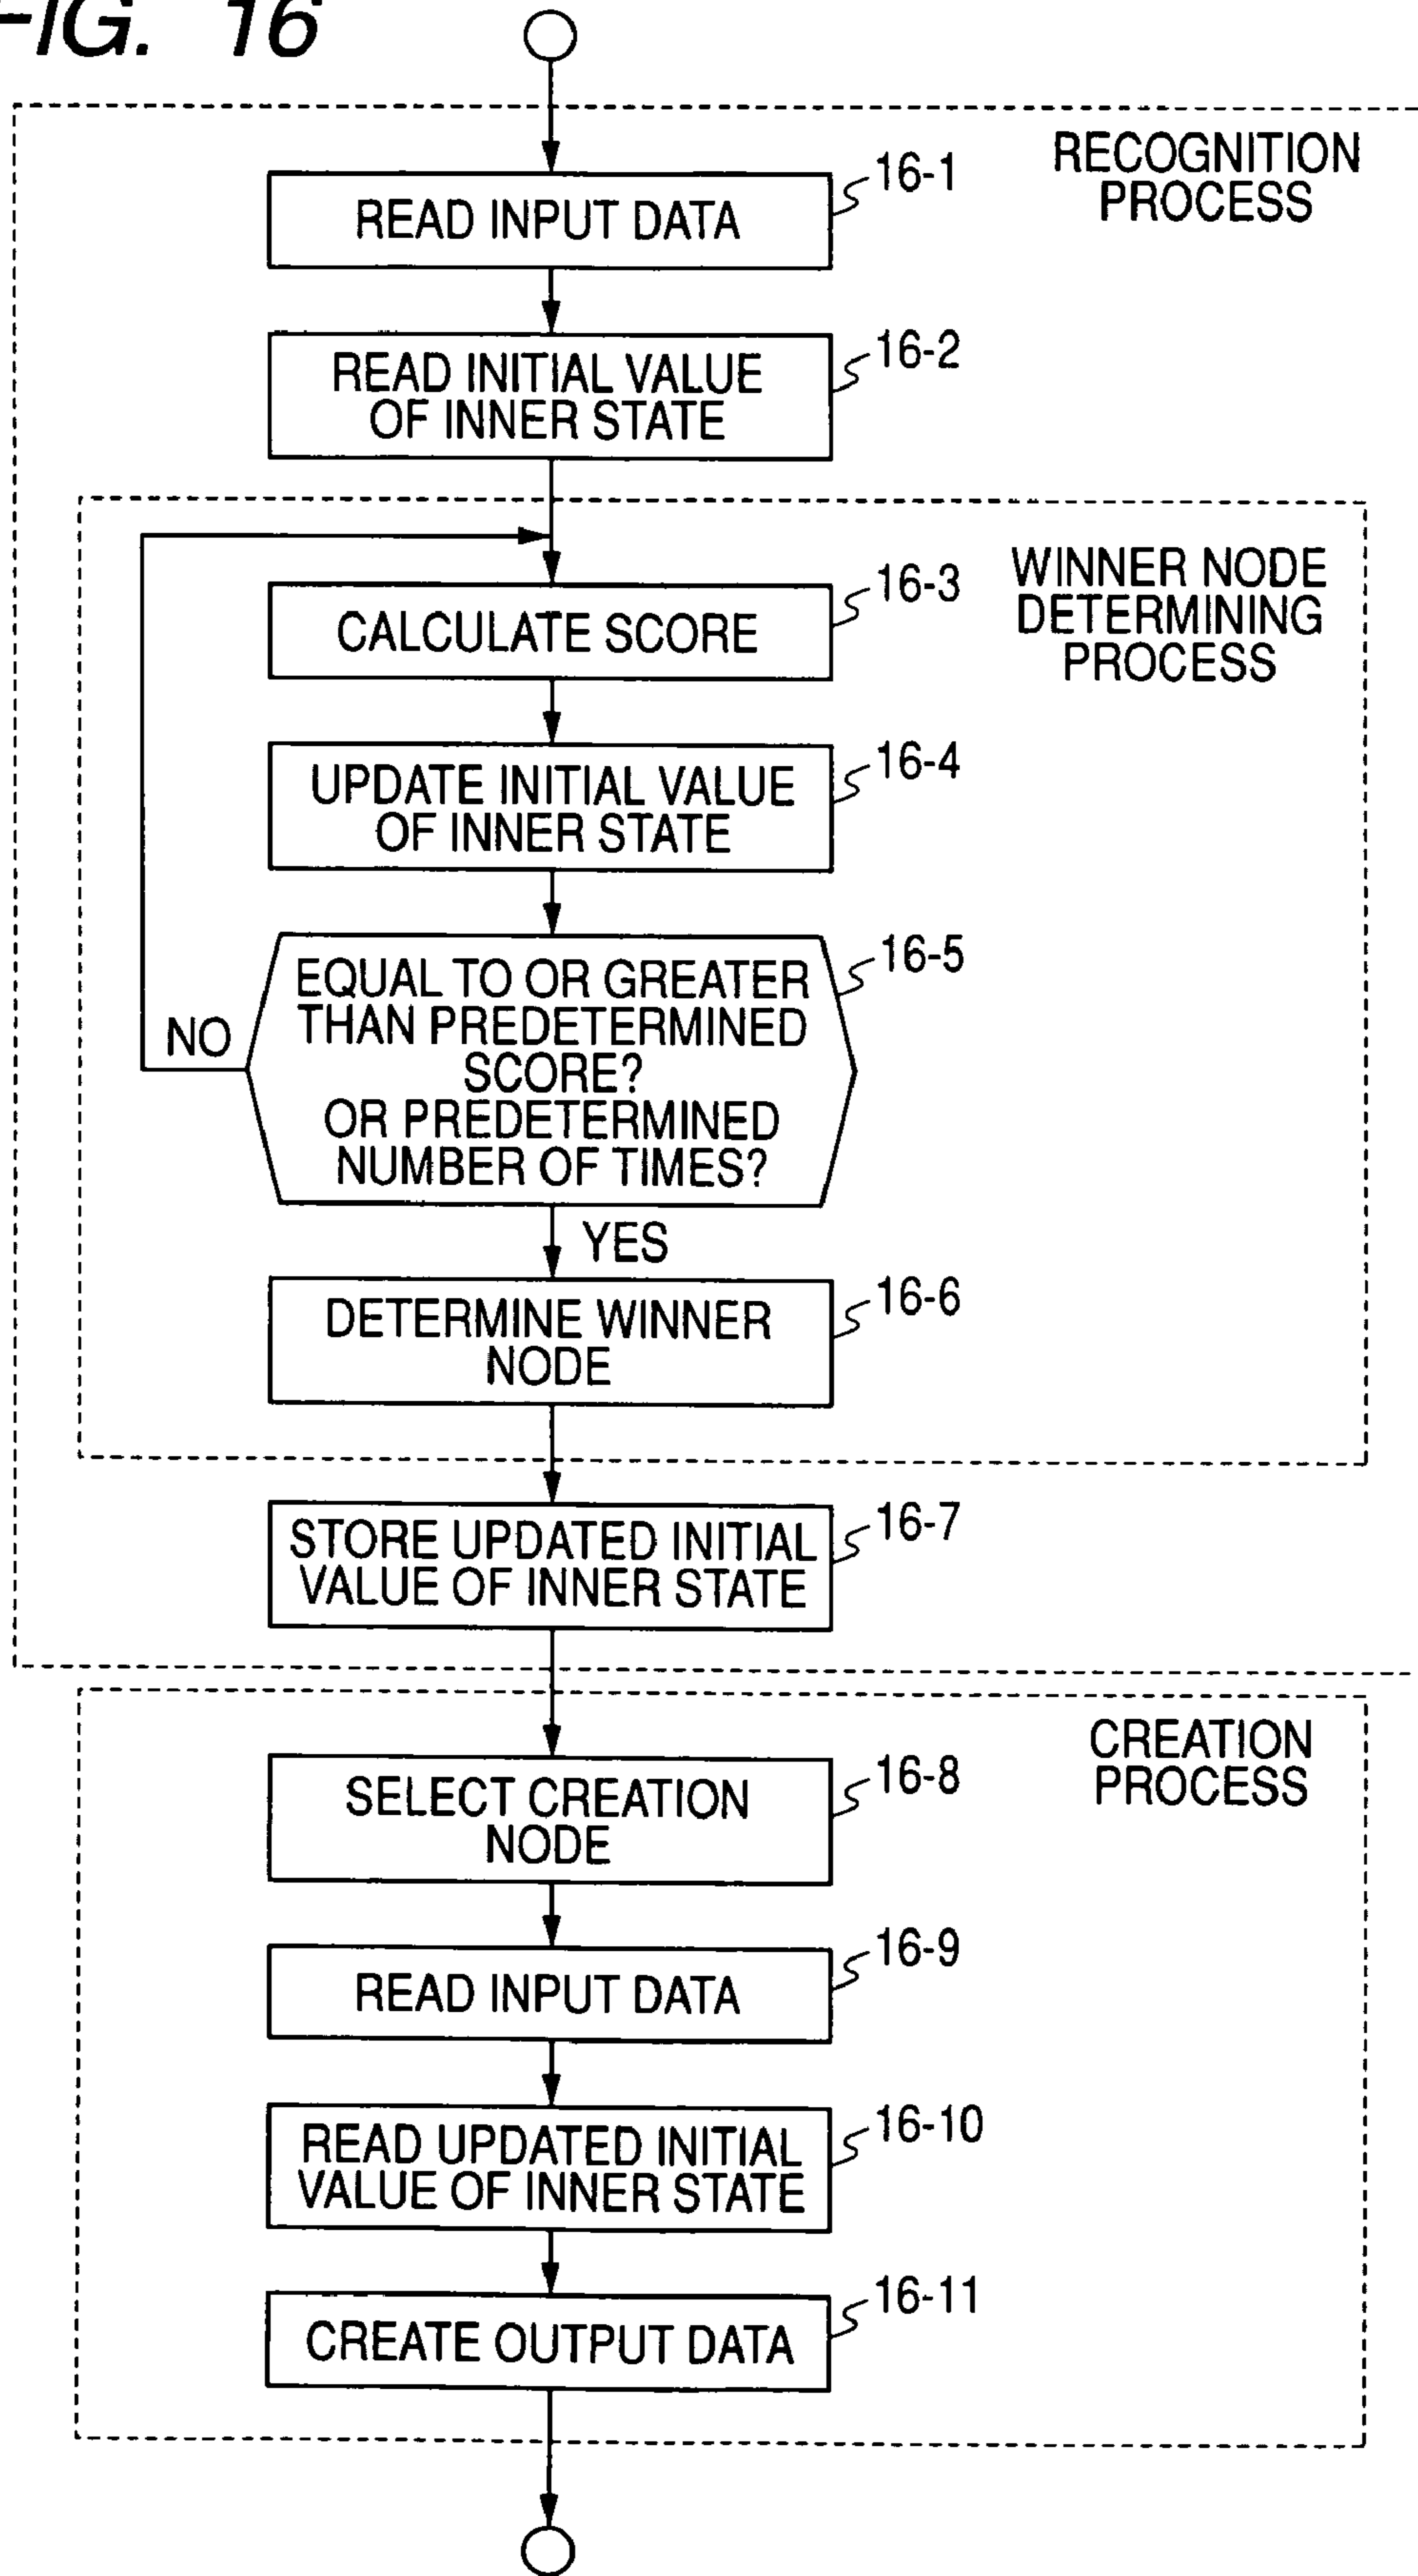 FIG. 16
RECOGNITION
PROCESS
16-1
READ INPUT DATA
16-2
READ INITIAL VALUE
OF INNER STATE
WINNER NODE
DETERMINING
PROCESS
16-3
CALCULATE SCORE
16-4
UPDATE INITIAL VALUE
OF INNER STATE
16-5
EQUAL TO OR GREATER
THAN PREDETERMINED
SCORE?
OR PREDETERMINED
NUMBER OF TIMES?
NO
YES
16-6
DETERMINE WINNER
NODE
16-7
STORE UPDATED INITIAL
VALUE OF INNER STATE
CREATION
PROCESS
16-8
SELECT CREATION
NODE
16-9
READ INPUT DATA
16-10
READ UPDATED INITIAL
VALUE OF INNER STATE
16-11
CREATE OUTPUT DATA